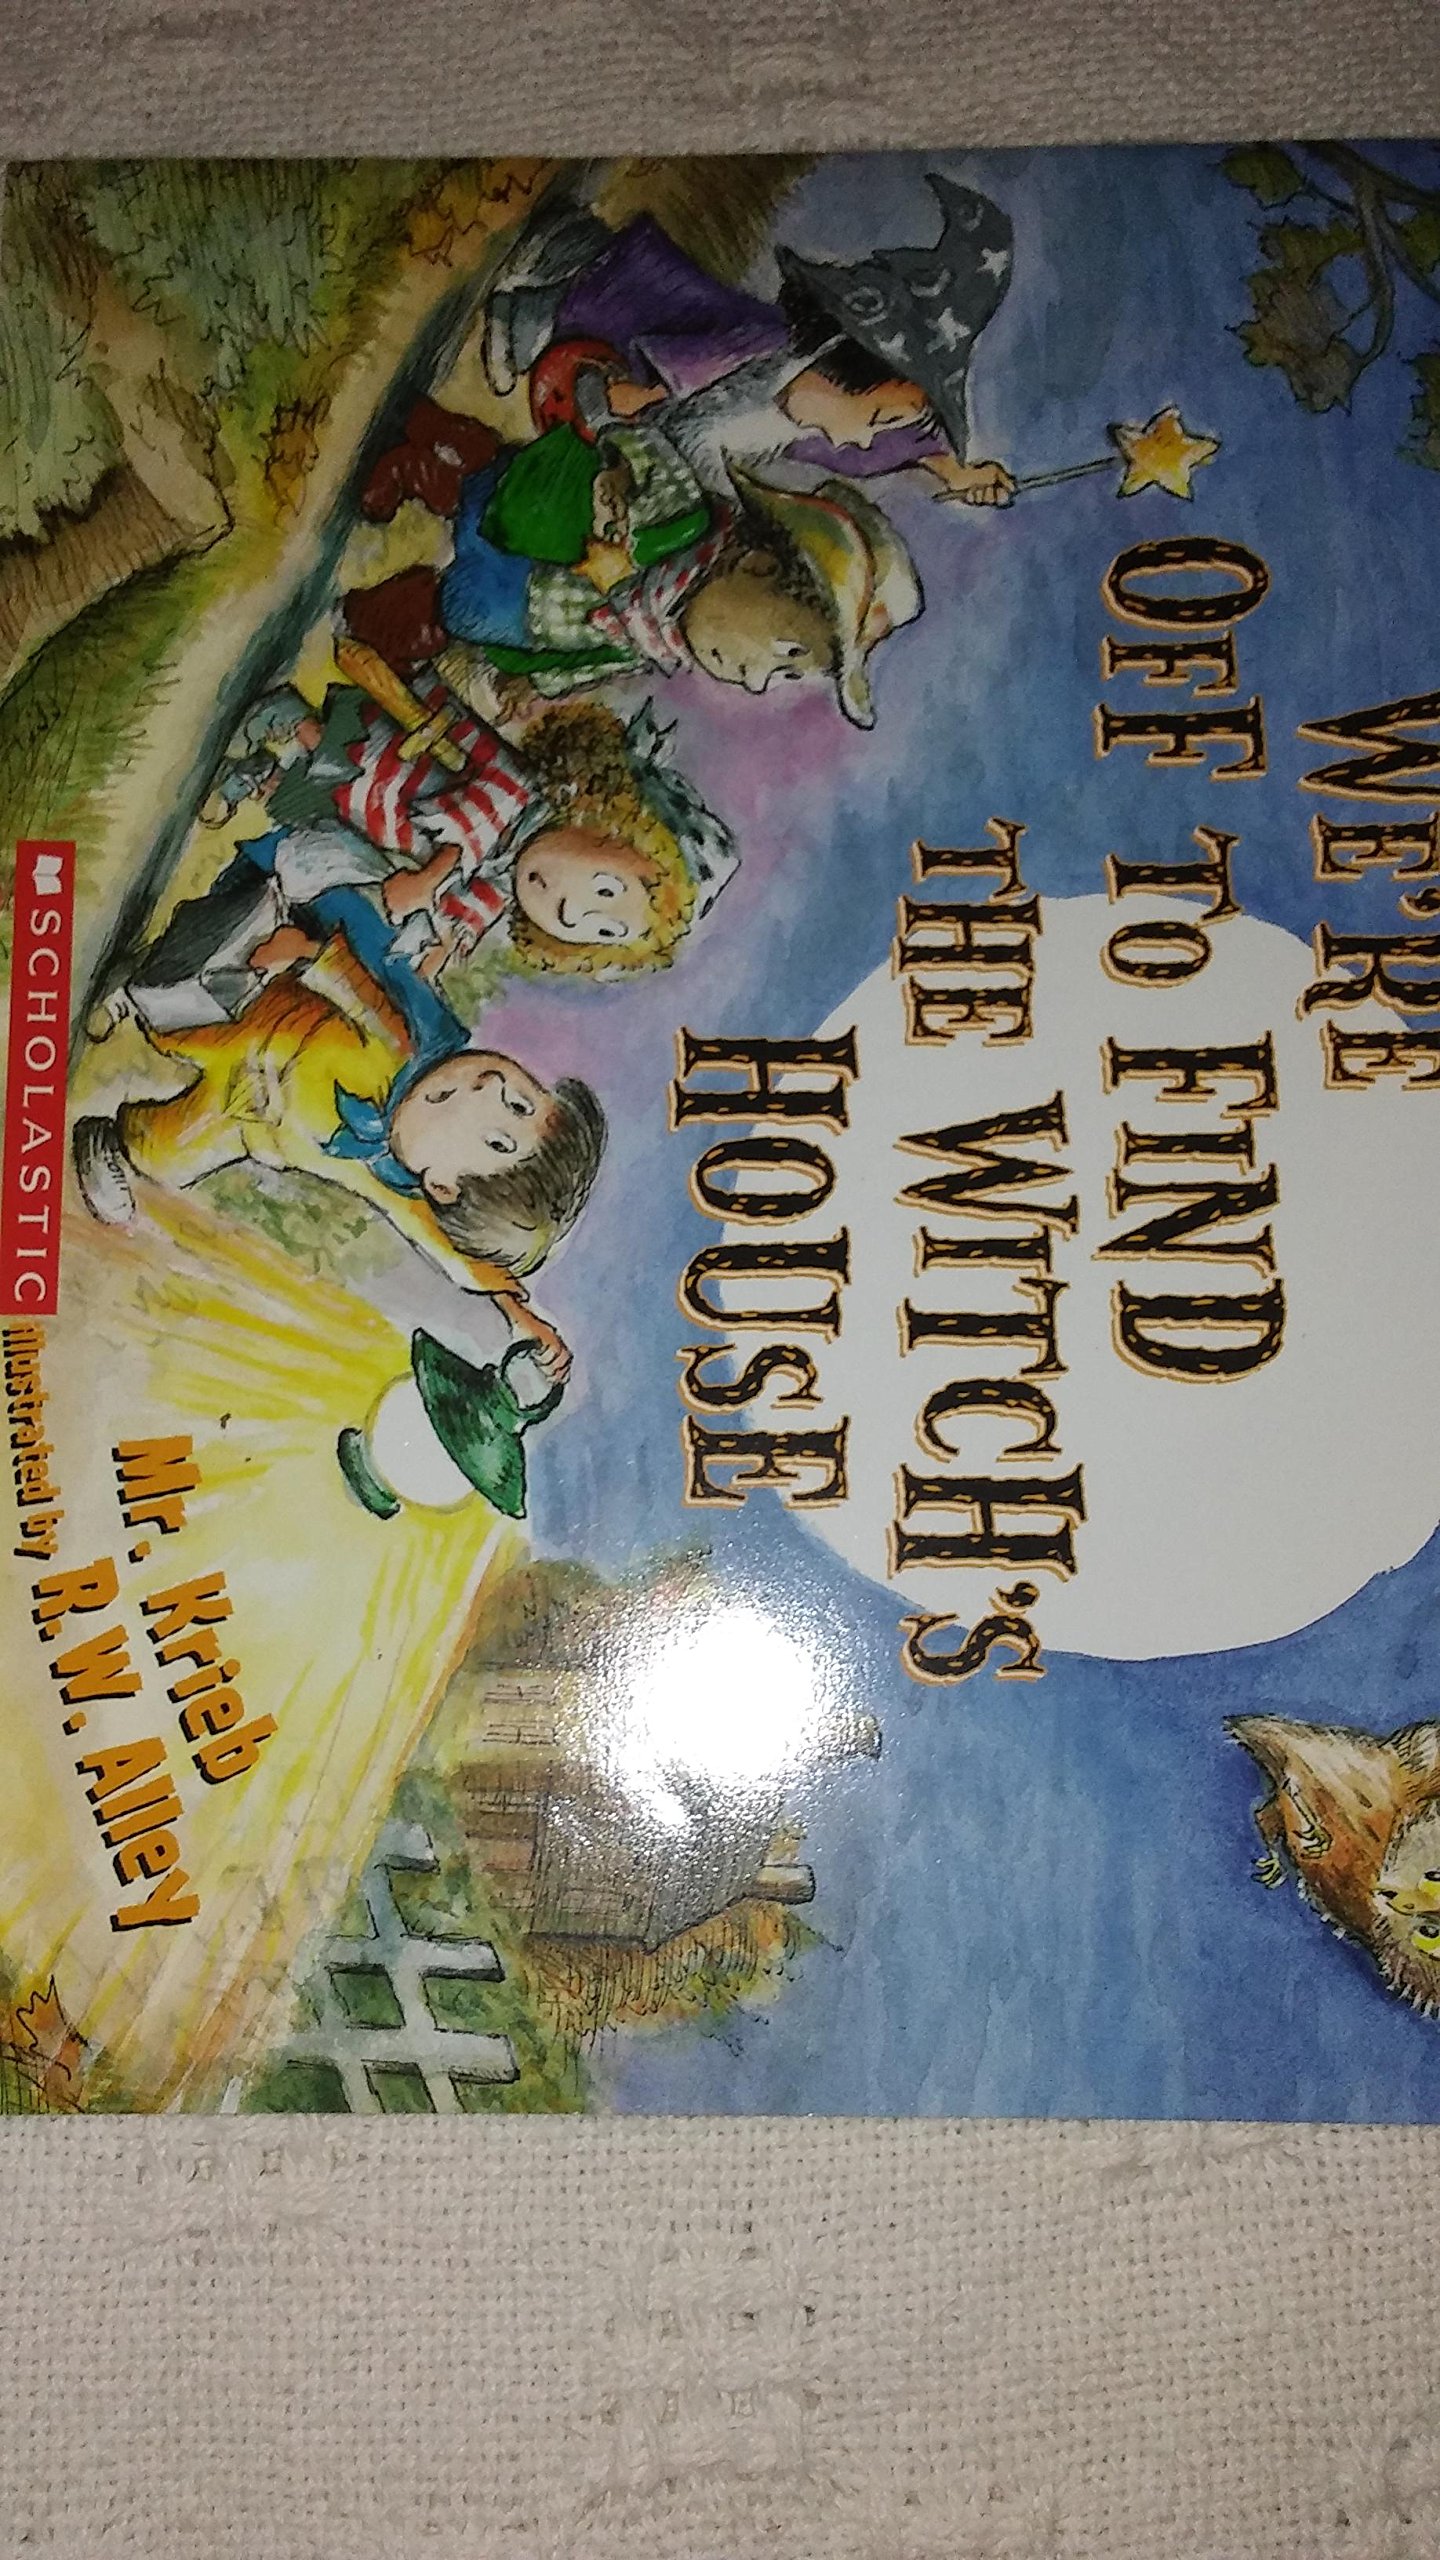 WE'RE
OFF TO FIND
THE WITCH'S
HOUSE
Mr. Krieb
illustrated by R.W. Alley
SCHOLASTIC